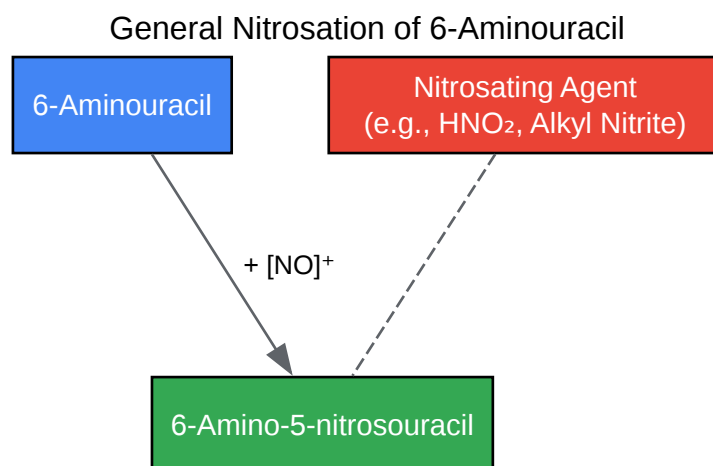 General Nitrosation of 6-Aminouracil
6-Aminouracil
Nitrosating Agent
(e.g., HNO₂, Alkyl Nitrite)
+ [NO]⁺
6-Amino-5-nitrosouracil